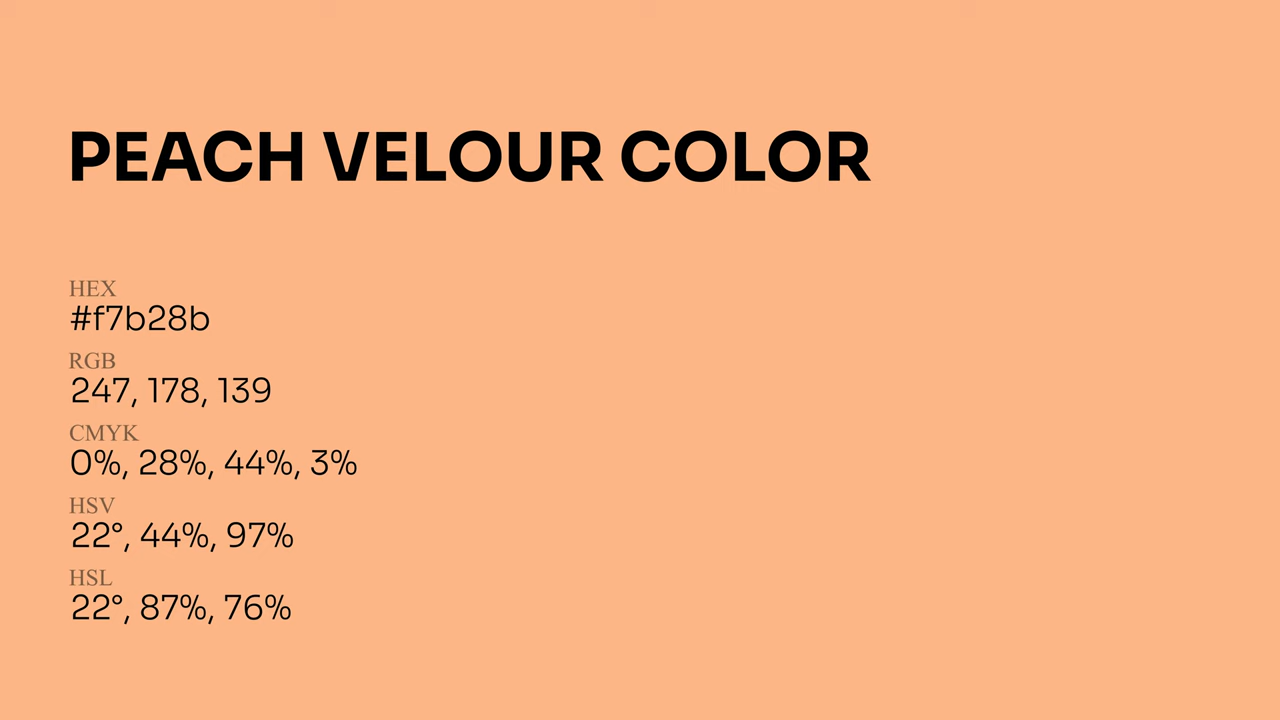 PEACH VELOUR COLOR
HEX
#f7b28b
RGB
247, 178, 139
CMYK
0%, 28%, 44%, 3%
HSV
22°, 44%, 97%
HSL
22°, 87%, 76%